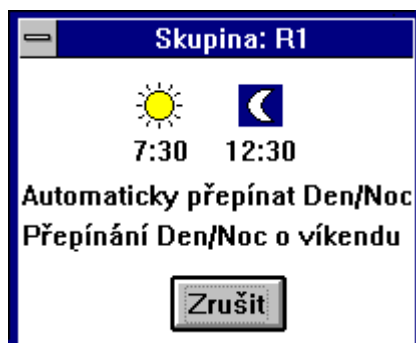 Skupina: R1
7:30 12:30
Automaticky přepínat Den/Noc
Přepínání Den/Noc o víkendu
Zrušit